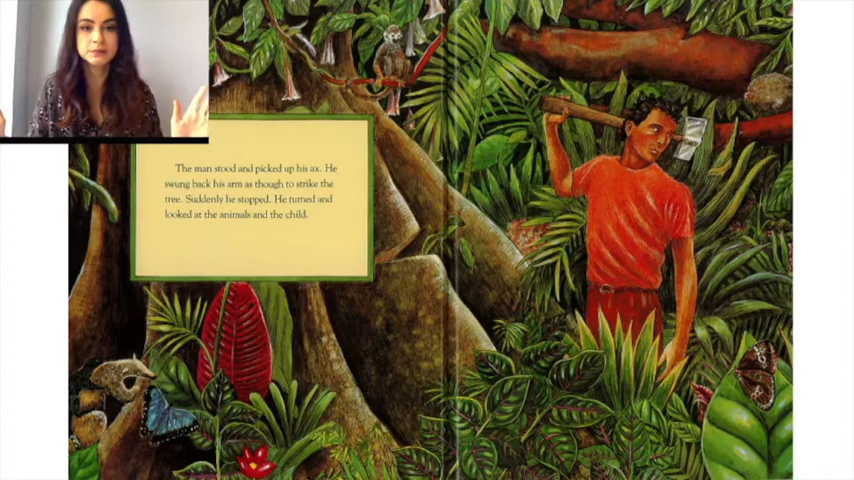 The man stood and picked up his ax. He
swung back his arm as though to strike the
tree. Suddenly he stopped. He turned and
looked at the animals and the child.